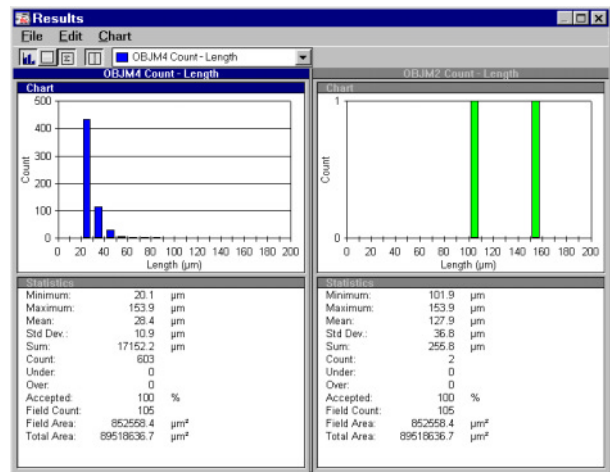 Results
File Edit Chart
OBJM4 Count - Length
OBJM4 Count - Length
Chart
500
400
300
200
100
0
Count
0 20 40 60 80 100 120 140 160 180 200
Length (µm)
Statistics
Minimum: 20.1 µm
Maximum: 153.9 µm
Mean: 28.4 µm
Std Dev.: 10.9 µm
Sum: 17152.2 µm
Count: 603
Under: 0
Over: 0
Accepted: 100 %
Field Count: 105
Field Area: 852558.4 µm²
Total Area: 89518636.7 µm²
OBJM2 Count - Length
Chart
1
0
Count
0 20 40 60 80 100 120 140 160 180 200
Length (µm)
Statistics
Minimum: 101.9 µm
Maximum: 153.9 µm
Mean: 127.9 µm
Std Dev.: 36.8 µm
Sum: 255.8 µm
Count: 2
Under: 0
Over: 0
Accepted: 100 %
Field Count: 105
Field Area: 852558.4 µm²
Total Area: 89518636.7 µm²